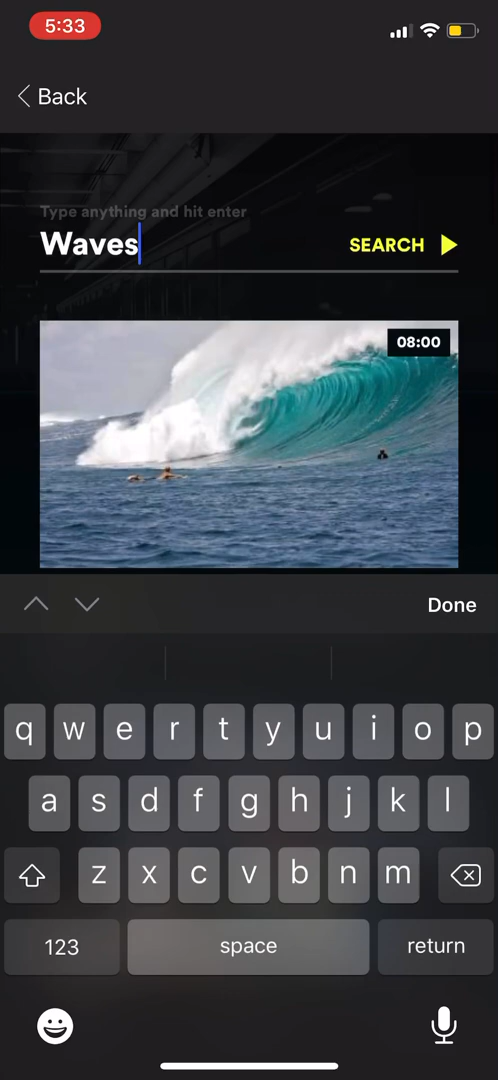 5:33
Back
Type anything and hit enter
Waves
SEARCH
08:00
Done
q w e r t y u i o p
a s d f g h j k l
z x c v b n m
123 space return